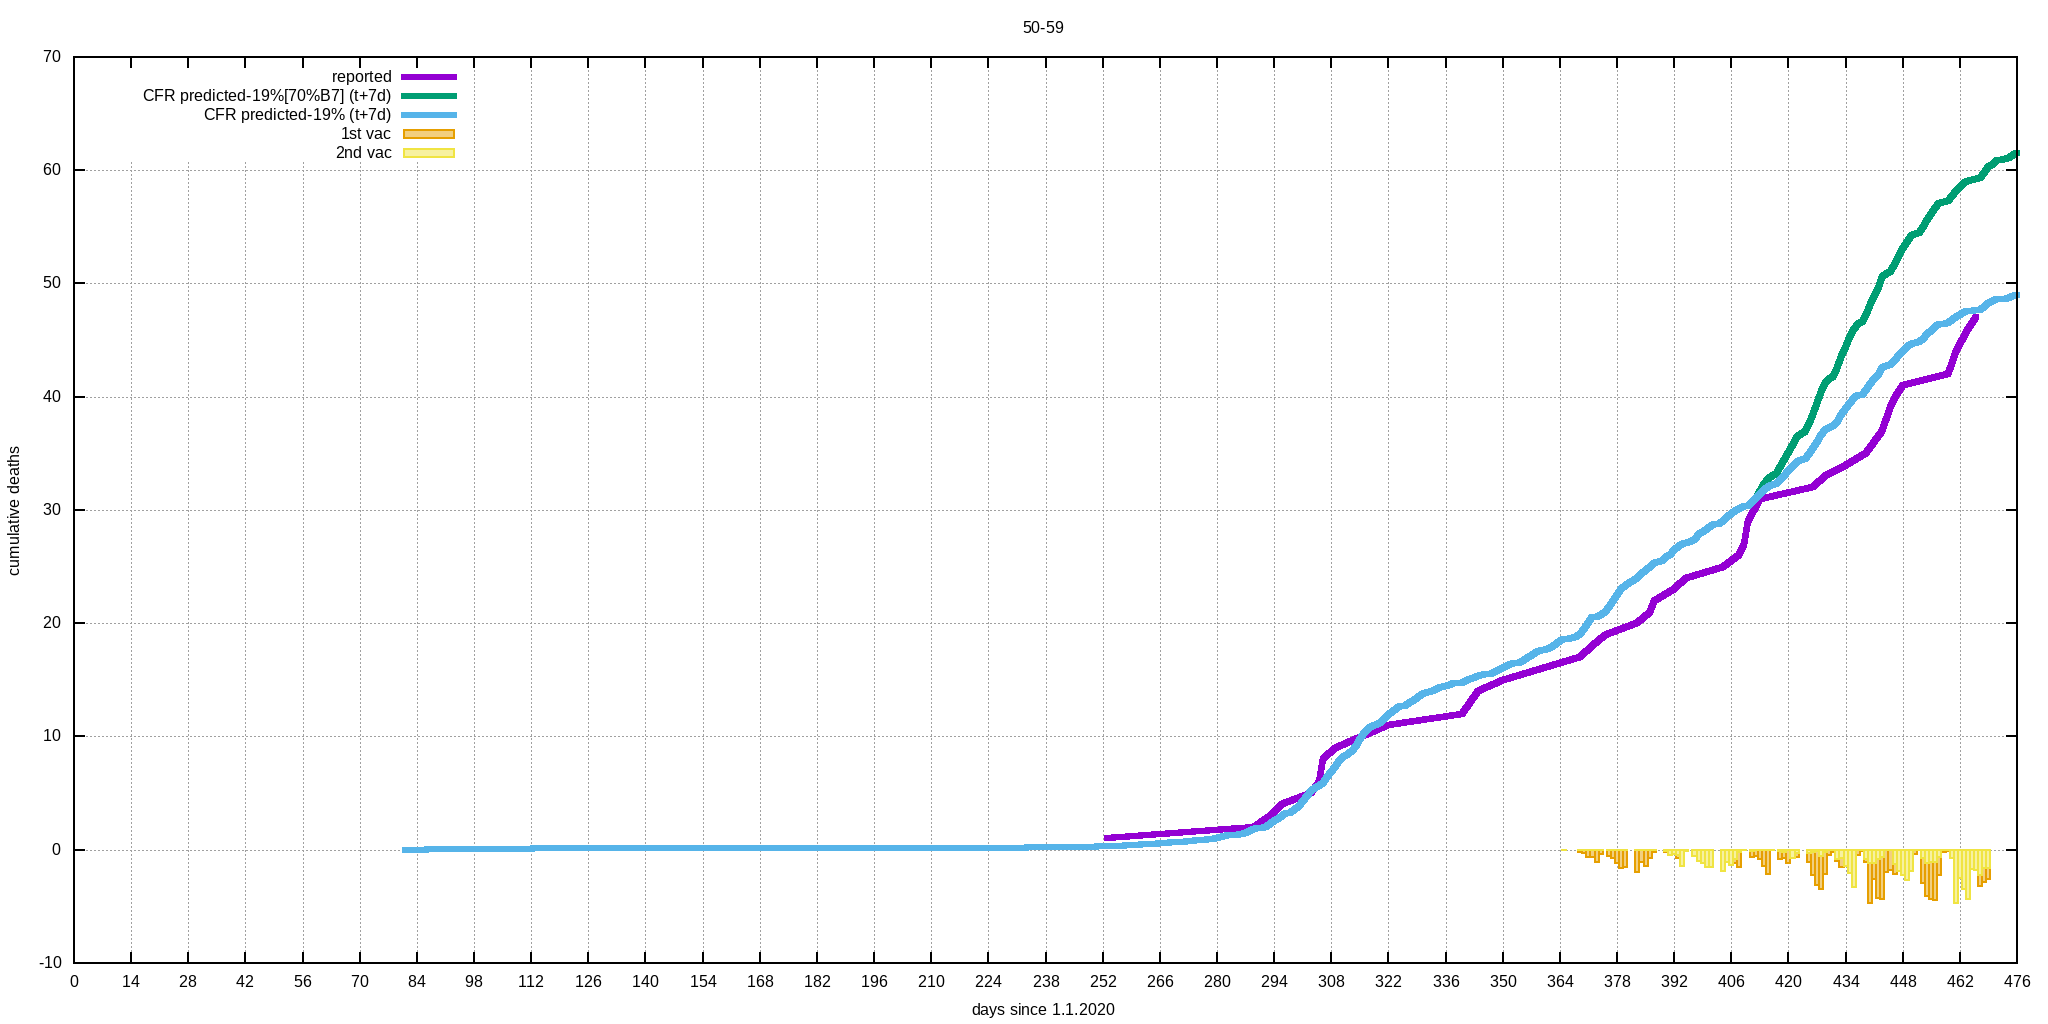 50-59
70
60
50
40
30
20
10
0
-10
reported
CFR predicted-19%[70%B7] (t+7d)
CFR predicted-19% (t+7d)
1st vac
2nd vac
cumulative deaths
0 14 28 42 56 70 84 98 112 126 140 154 168 182 196 210 224 238 252 266 280 294 308 322 336 350 364 378 392 406 420 434 448 462 476
days since 1.1.2020